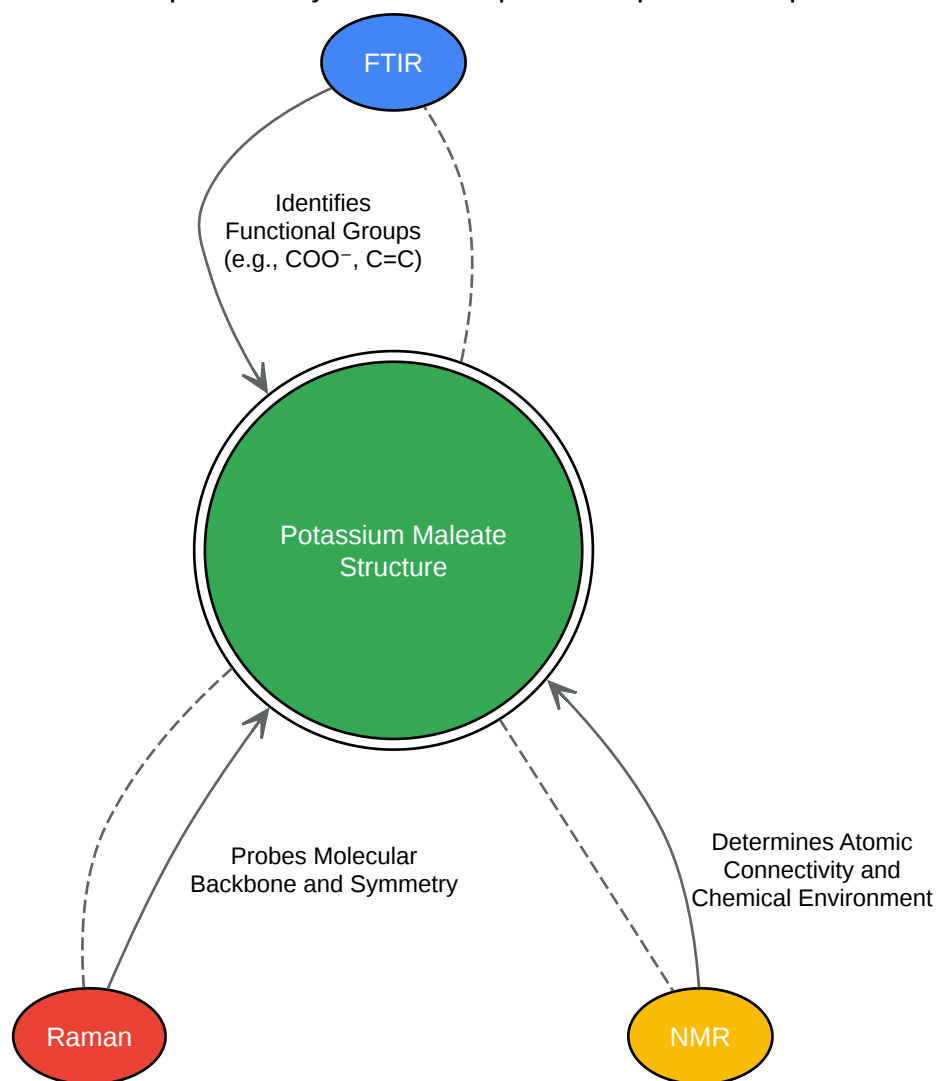 FTIR
Identifies
Functional Groups
(e.g., COO⁻, C=C)
Potassium Maleate
Structure
Probes Molecular
Backbone and Symmetry
Determines Atomic
Connectivity and
Chemical Environment
Raman
NMR